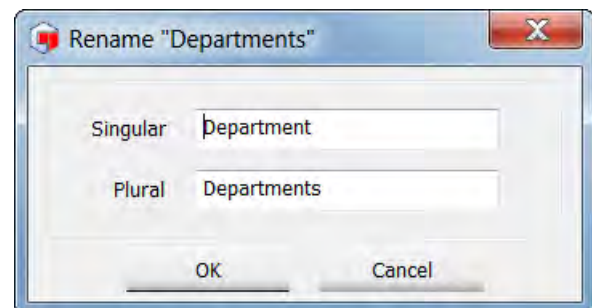 Rename "Departments"
Singular Department
Plural Departments
OK Cancel